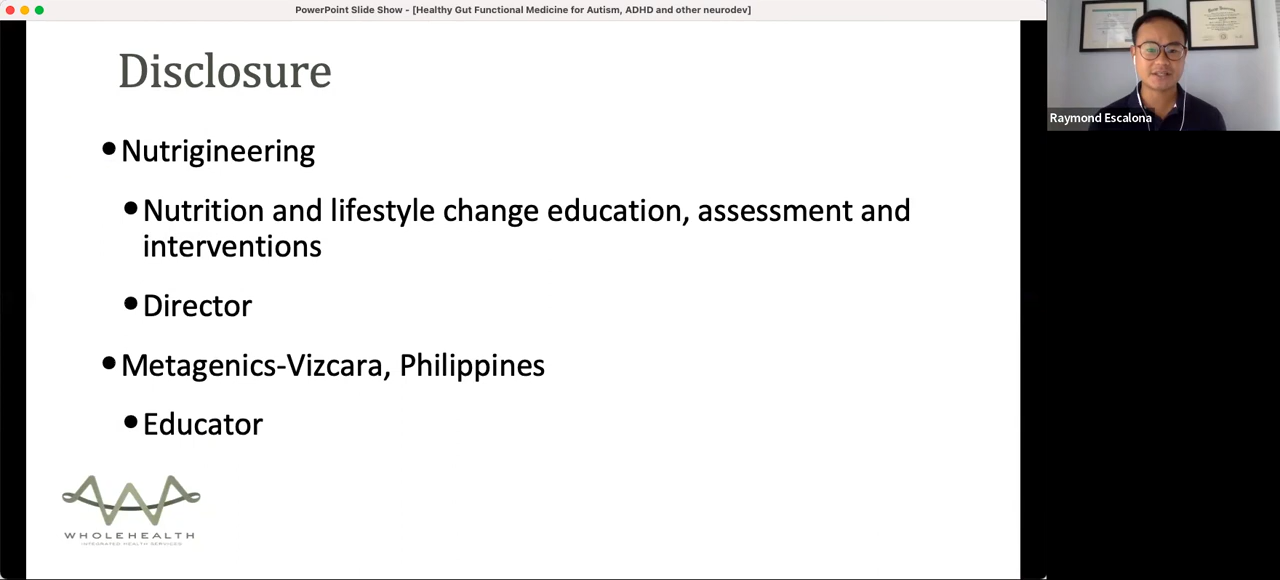 PowerPoint Slide Show - [Healthy Gut Functional Medicine for Autism, ADHD and other neurodev]
Disclosure
•Nutrigineering
•Nutrition and lifestyle change education, assessment and
interventions
•Director
•Metagenics-Vizcara, Philippines
•Educator
WHOLEHEALTH
INTEGRATED HEALTH SERVICES
Raymond Escalona